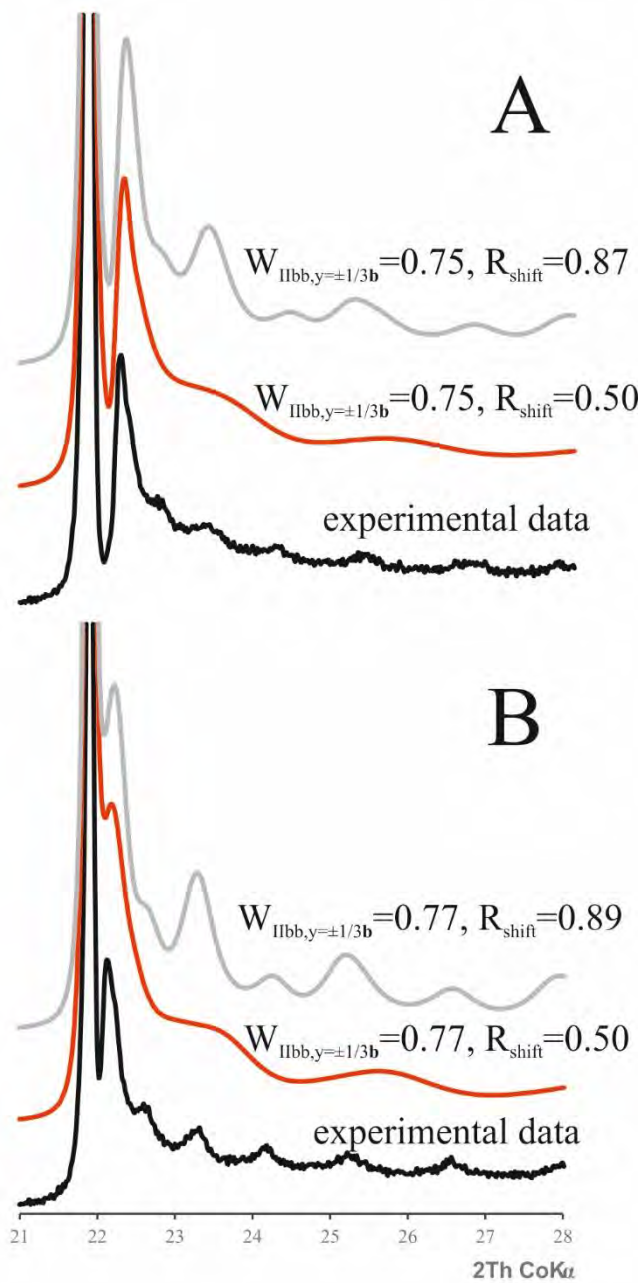 A
W_IIbb,y=±1/3b=0.75, R_shift=0.87
W_IIbb,y=±1/3b=0.75, R_shift=0.50
experimental data
B
W_IIbb,y=±1/3b=0.77, R_shift=0.89
W_IIbb,y=±1/3b=0.77, R_shift=0.50
experimental data
21 22 23 24 25 26 27 28
2Th CoKα